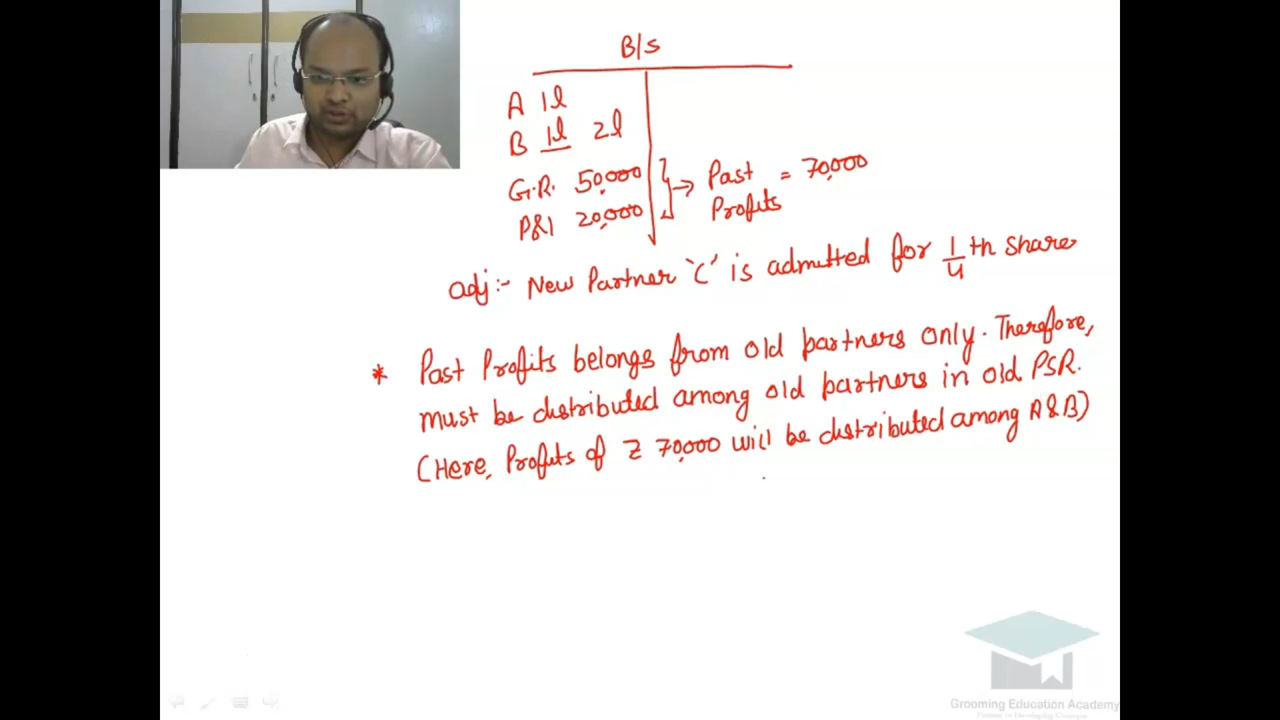 B/s
A 1l
B 1l 2l
G.R. 50,000
P&l 20,000
→ Past Profits = 70,000
adj:- New Partner 'C' is admitted for 1/4 th share
* Past Profits belongs from old partners only. Therefore,
must be distributed among old partners in old PSR.
(Here, Profits of ₹ 70,000 will be distributed among A&B)
Grooming Education Academy